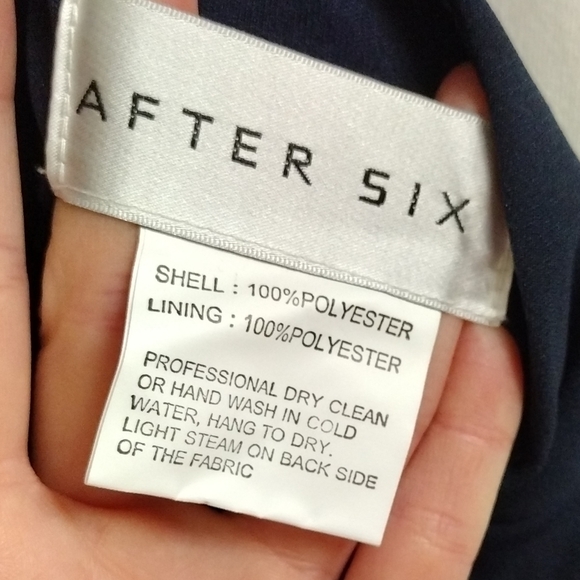 AFTER SIX
SHELL : 100%POLYESTER
LINING : 100%POLYESTER
PROFESSIONAL DRY CLEAN
OR HAND WASH IN COLD
WATER, HANG TO DRY.
LIGHT STEAM ON BACK SIDE
OF THE FABRIC